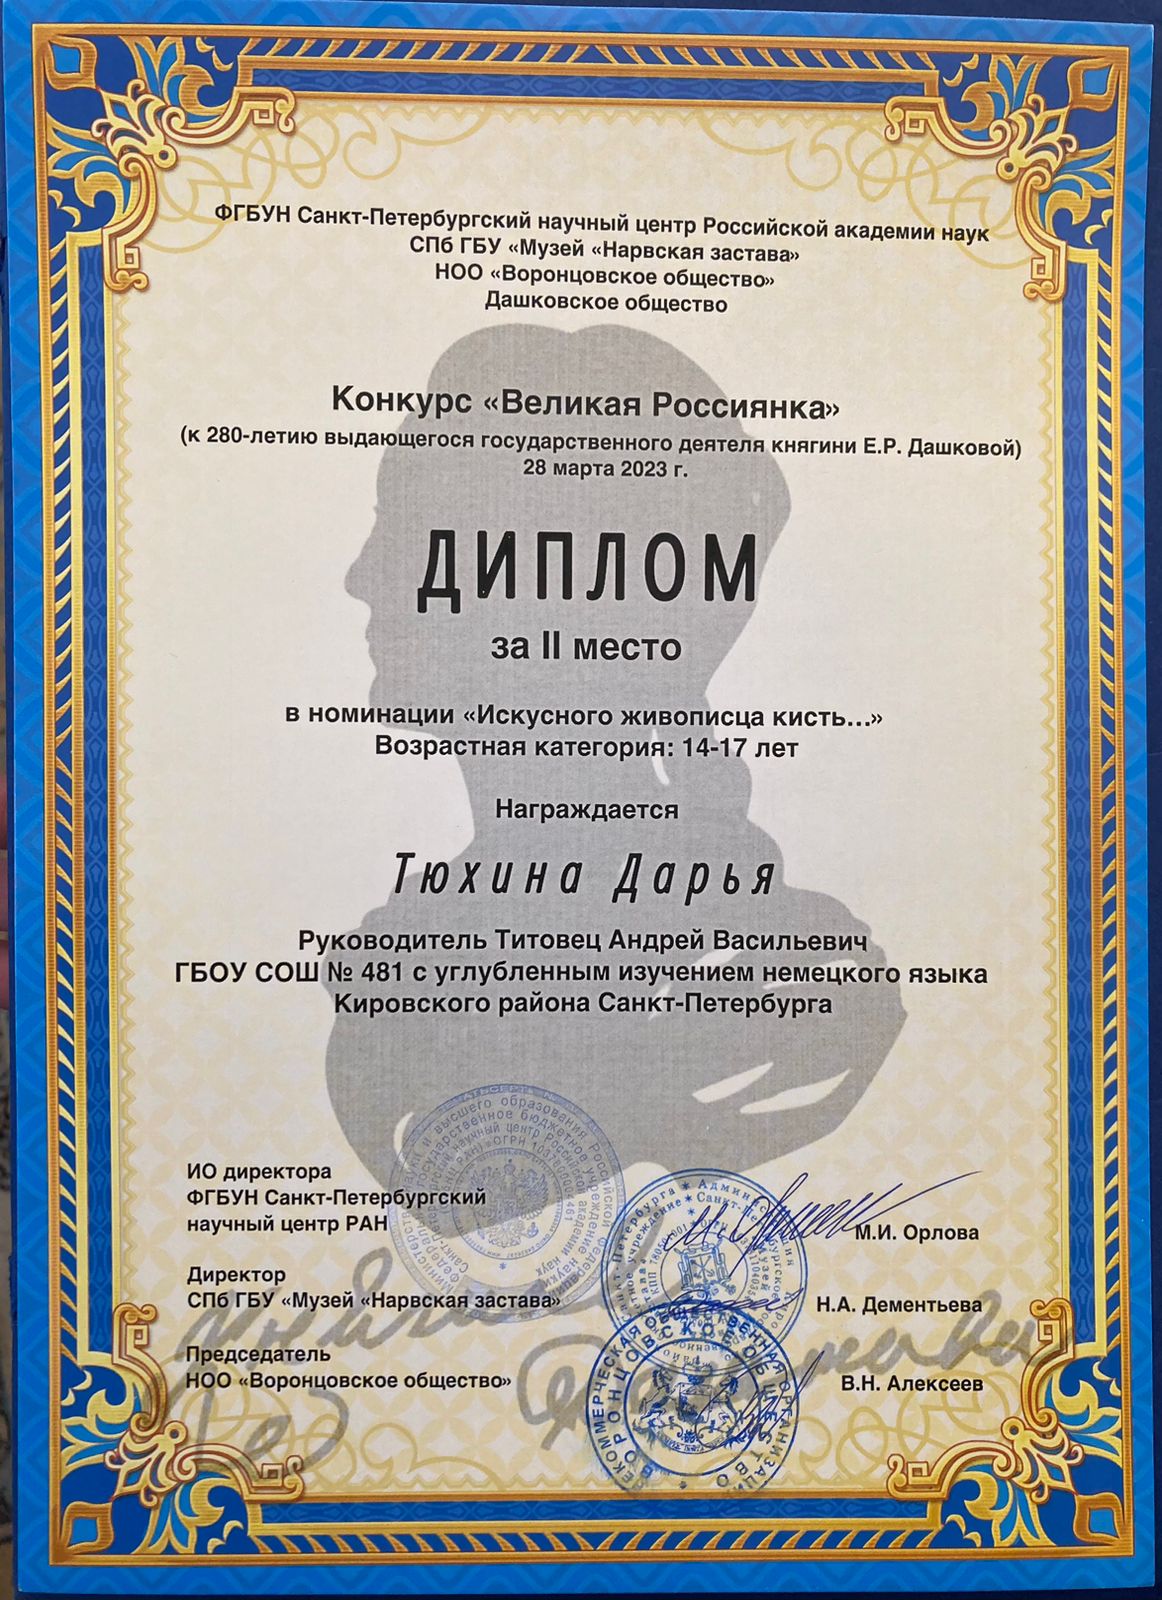 ФГБУН Санкт-Петербургский научный центр Российской академии наук
СПб ГБУ «Музей «Нарвская застава»
НОО «Воронцовское общество»
Дашковское общество
Конкурс «Великая Россиянка»
(к 280-летию выдающегося государственного деятеля княгини Е.Р. Дашковой)
28 марта 2023 г.
ДИПЛОМ
за II место
в номинации «Искусного живописца кисть...»
Возрастная категория: 14-17 лет
Награждается
Тюхина Дарья
Руководитель Титовец Андрей Васильевич
ГБОУ СОШ № 481 с углубленным изучением немецкого языка
Кировского района Санкт-Петербурга
ИО директора
ФГБУН Санкт-Петербургский
научный центр РАН
М.И. Орлова
Директор
СПб ГБУ «Музей «Нарвская застава»
Н.А. Дементьева
Председатель
НОО «Воронцовское общество»
В.Н. Алексеев
ВОРОНЦОВСКОЕ ОБЩЕСТВО